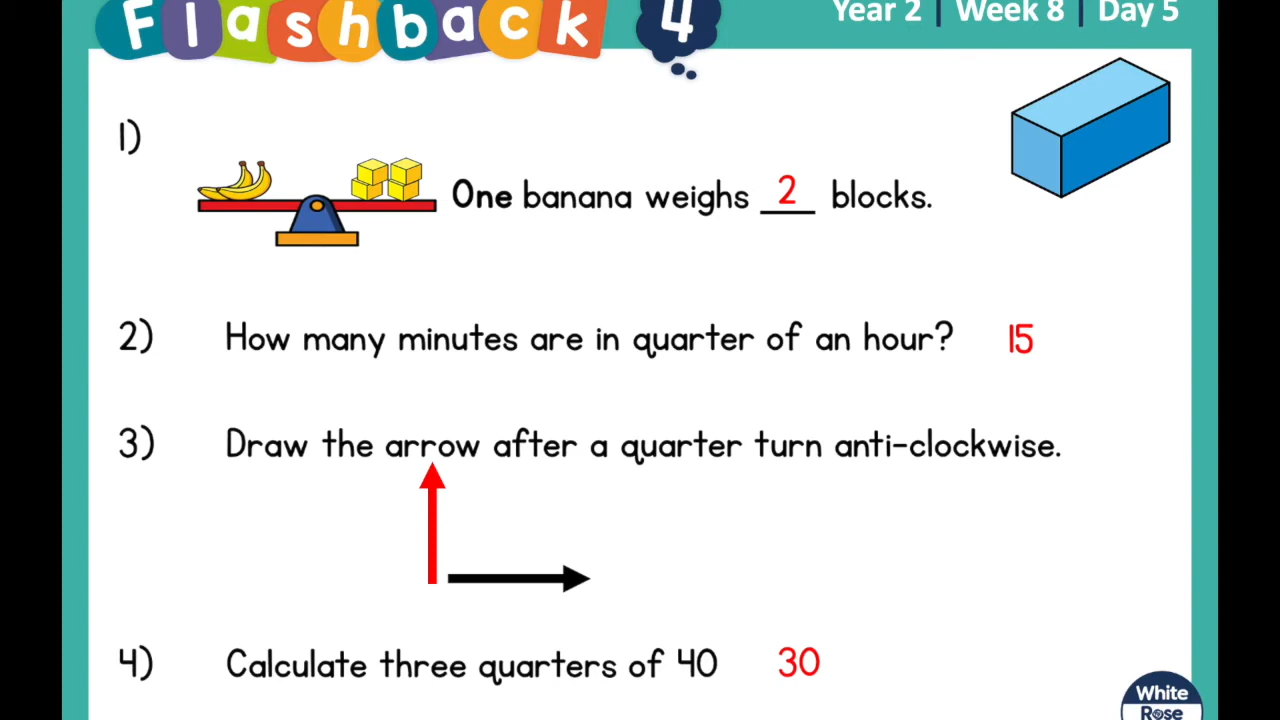 Flashback 4
Year 2 | Week 8 | Day 5
1)
One banana weighs 2 blocks.
2) How many minutes are in quarter of an hour? 15
3) Draw the arrow after a quarter turn anti-clockwise.
4) Calculate three quarters of 40 30
White
Rose